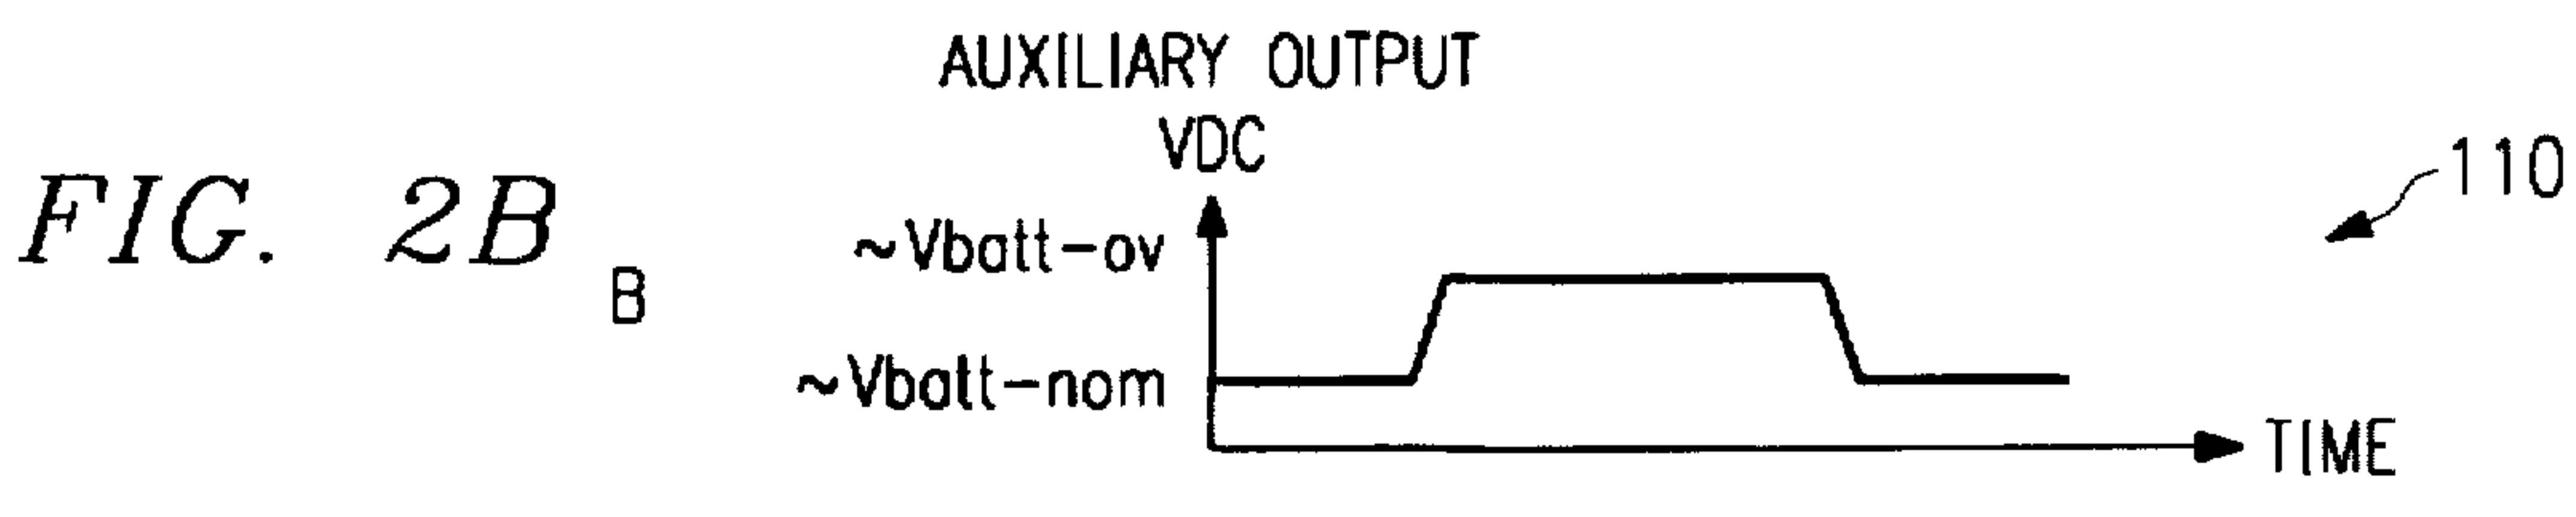 AUXILIARY OUTPUT
VDC
110
FIG. 2B
B
~Vbatt-ov
~Vbatt-nom
TIME